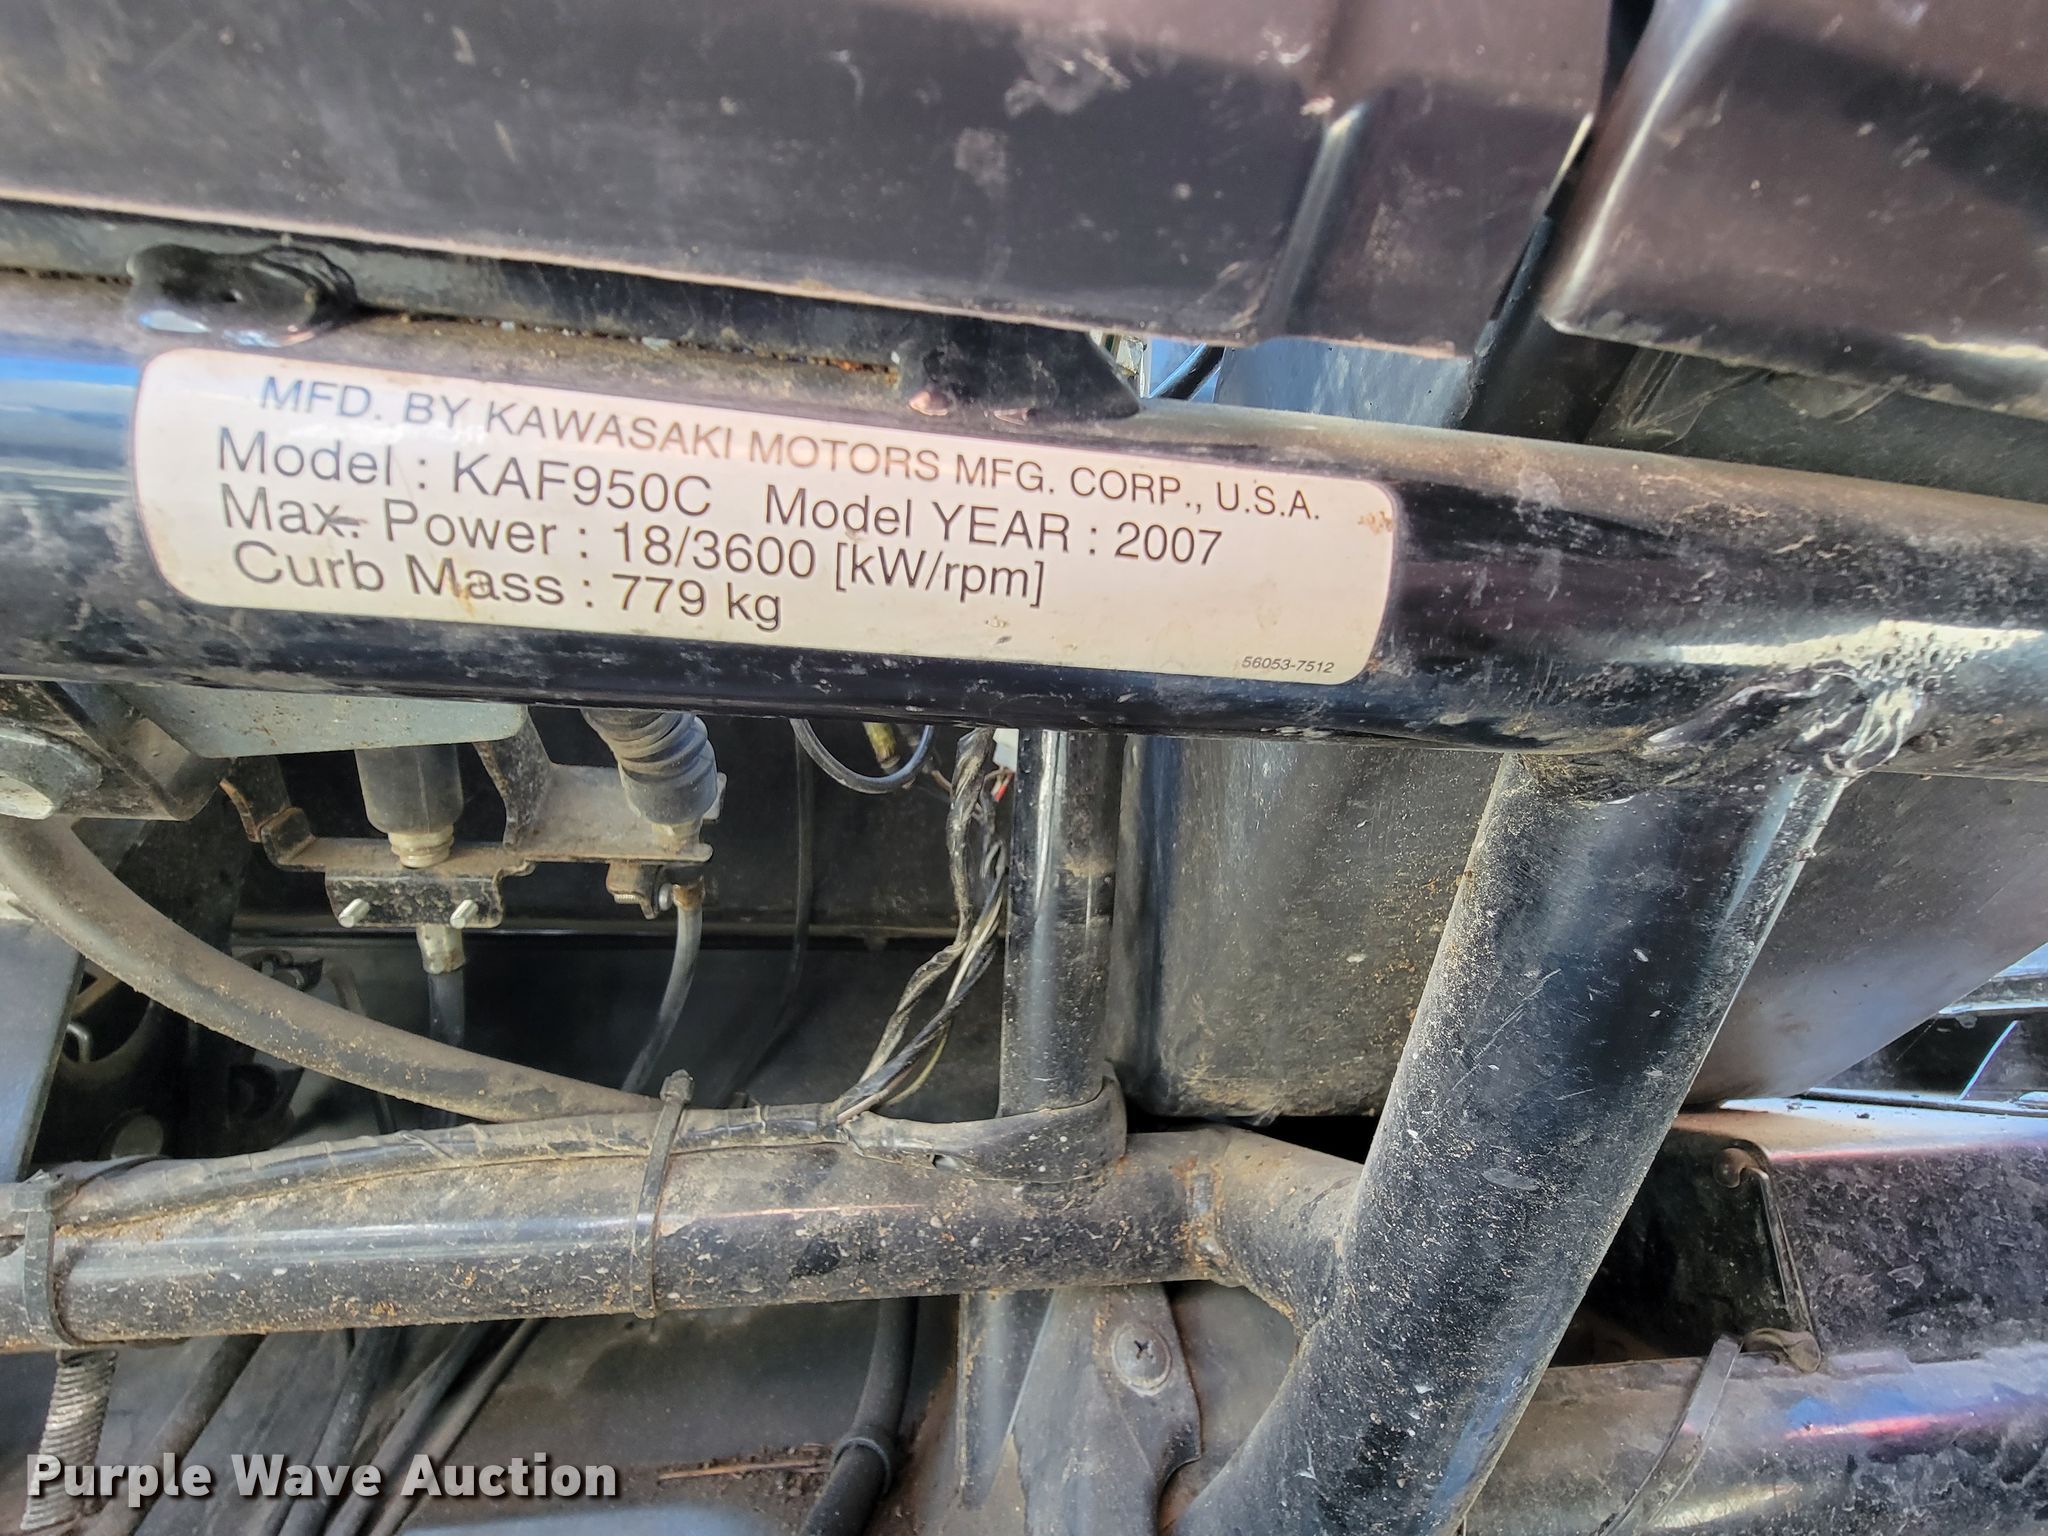 MFD. BY KAWASAKI MOTORS MFG. CORP., U.S.A.
Model : KAF950C Model YEAR : 2007
Max. Power : 18/3600 [kW/rpm]
Curb Mass : 779 kg
56053-7512
Purple Wave Auction